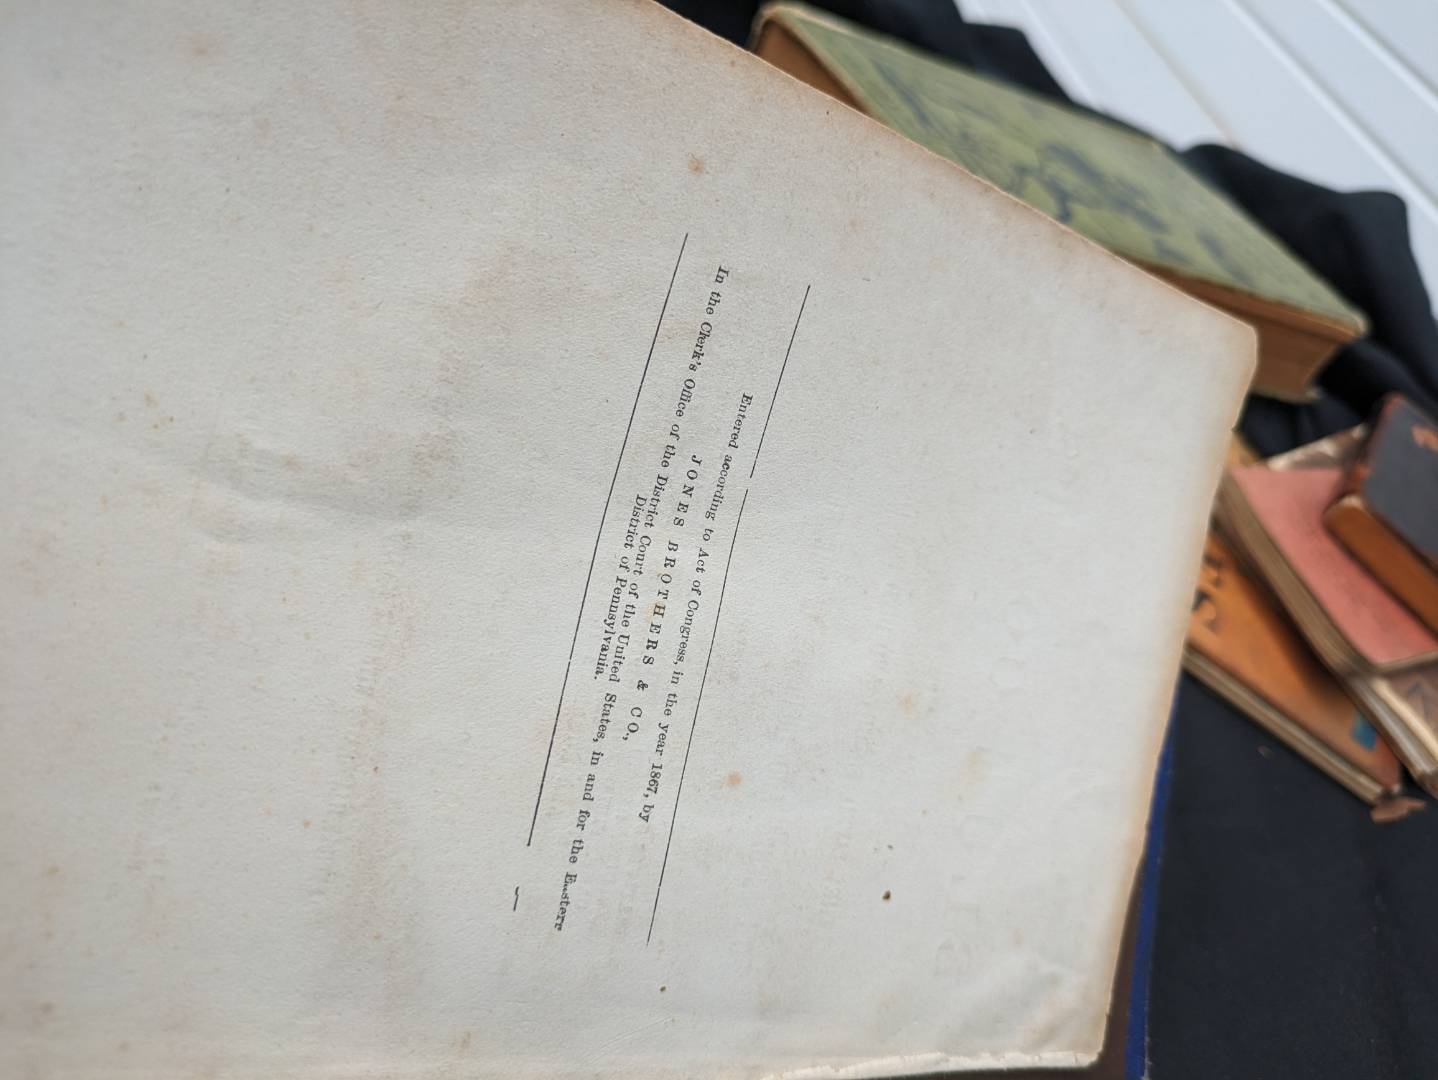 Entered according to Act of Congress, in the year 1867, by
JONES BROTHERS & CO.,
In the Clerk's Office of the District Court of the United States, in and for the Eastern
District of Pennsylvania.